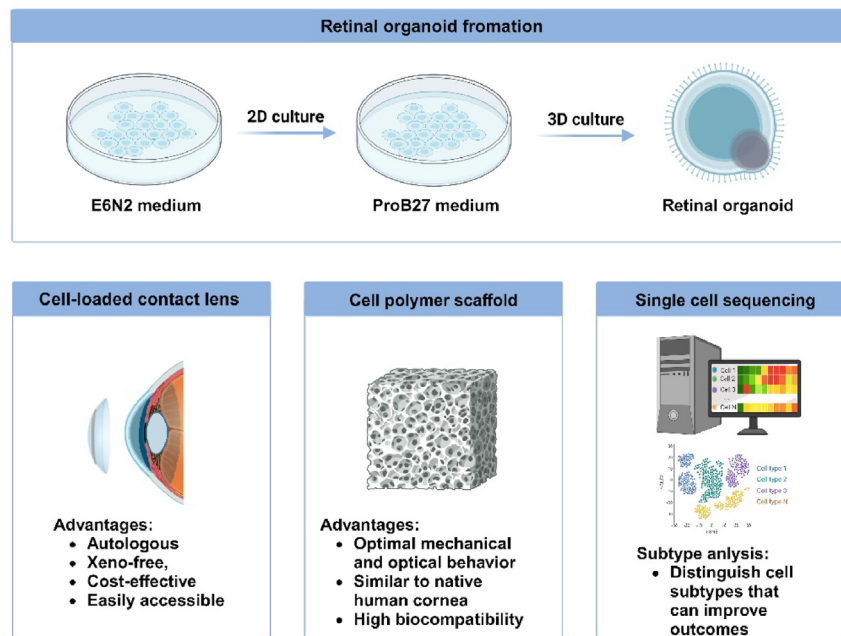 Retinal organoid fromation
2D culture
3D culture
E6N2 medium
ProB27 medium
Retinal organoid
Cell-loaded contact lens
Advantages:
• Autologous
• Xeno-free,
• Cost-effective
• Easily accessible
Cell polymer scaffold
Advantages:
• Optimal mechanical
and optical behavior
• Similar to native
human cornea
• High biocompatibility
Single cell sequencing
Cell 1
Cell 2
Cell 3
Cell N
Cell type 1
Cell type 2
Cell type 3
Cell type N
Subtype anlysis:
• Distinguish cell
subtypes that
can improve
outcomes